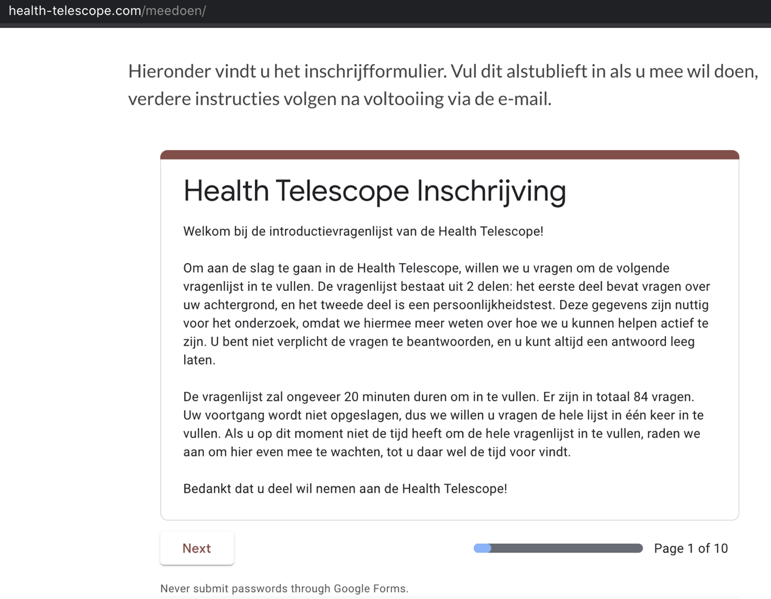 health-telescope.com/meedoen/
Hieronder vindt u het inschrijfformulier. Vul dit alstublieft in als u mee wil doen,
verdere instructies volgen na voltooiing via de e-mail.
Health Telescope Inschrijving
Welkom bij de introductievragenlijst van de Health Telescope!
Om aan de slag te gaan in de Health Telescope, willen we u vragen om de volgende
vragenlijst in te vullen. De vragenlijst bestaat uit 2 delen: het eerste deel bevat vragen over
uw achtergrond, en het tweede deel is een persoonlijkheidstest. Deze gegevens zijn nuttig
voor het onderzoek, omdat we hiermee meer weten over hoe we u kunnen helpen actief te
zijn. U bent niet verplicht de vragen te beantwoorden, en u kunt altijd een antwoord leeg
laten.
De vragenlijst zal ongeveer 20 minuten duren om in te vullen. Er zijn in totaal 84 vragen.
Uw voortgang wordt niet opgeslagen, dus we willen u vragen de hele lijst in één keer in te
vullen. Als u op dit moment niet de tijd heeft om de hele vragenlijst in te vullen, raden we
aan om hier even mee te wachten, tot u daar wel de tijd voor vindt.
Bedankt dat u deel wil nemen aan de Health Telescope!
Next
Page 1 of 10
Never submit passwords through Google Forms.